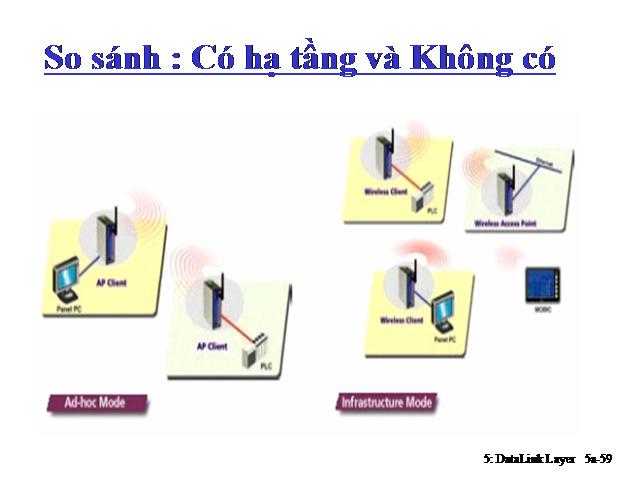 So sánh : Có hạ tầng và Không có
AP Client
Panel PC
AP Client
PLC
Ad-hoc Mode
Wireless Client
PLC
Ethernet
Wireless Access Point
Wireless Client
Panel PC
Infrastructure Mode
5: DataLink Layer 5a-59